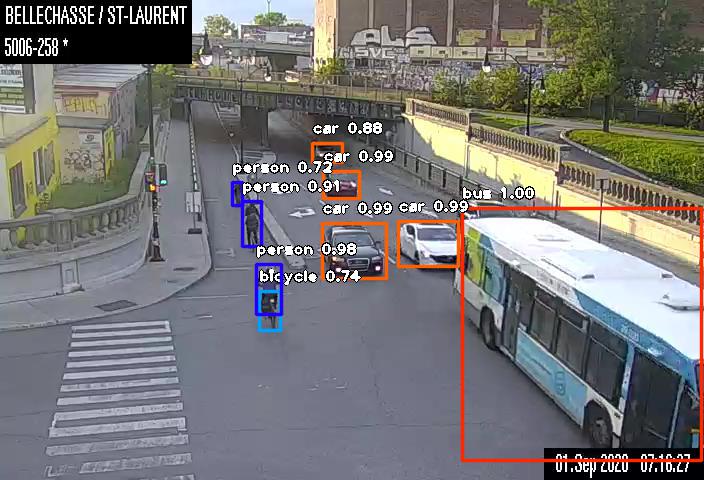 BELLECHASSE / ST-LAURENT
5006-258 *
car 0.88
car 0.99
person 0.72
person 0.91
bus 1.00
car 0.99
car 0.99
person 0.98
bicycle 0.74
01.Sep 2020 07:16:27